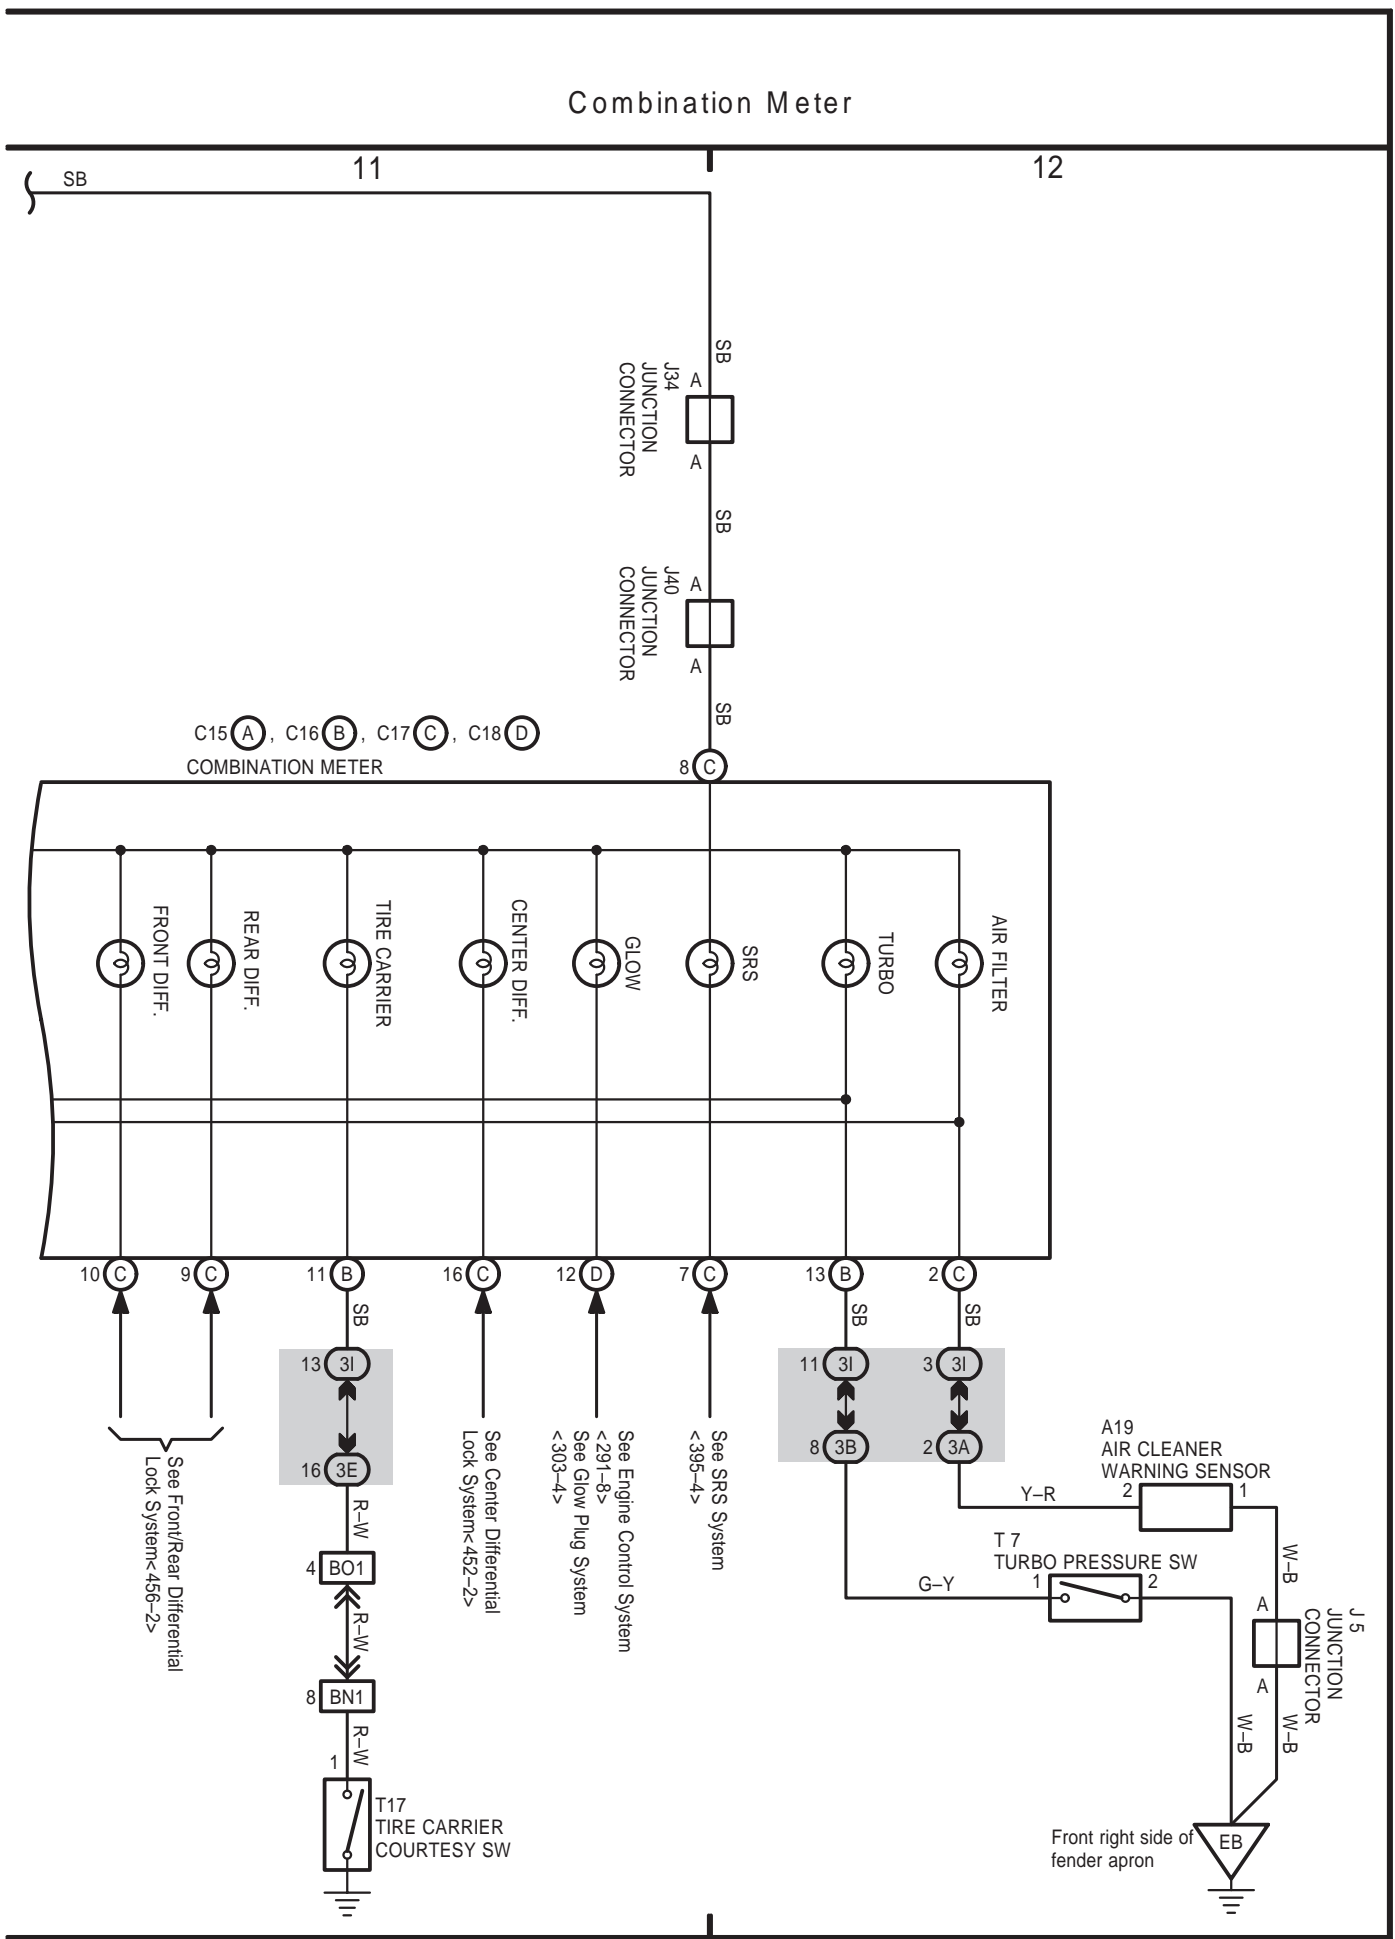 Combination Meter
11
12
SB
SB
J34
JUNCTION
CONNECTOR
A
A
SB
J40
JUNCTION
CONNECTOR
A
A
SB
C15 A , C16 B , C17 C , C18 D
COMBINATION METER
8 C
FRONT DIFF.
REAR DIFF.
TIRE CARRIER
CENTER DIFF.
GLOW
SRS
TURBO
AIR FILTER
10 C
9 C
11 B
16 C
12 D
7 C
13 B
2 C
SB
SB
SB
13 3I
11 3I
3 3I
16 3E
8 3B
2 3A
See Front/Rear Differential
Lock System<456–2>
R–W
4 BO1
R–W
8 BN1
R–W
1
T17
TIRE CARRIER
COURTESY SW
See Center Differential
Lock System<452–2>
See Engine Control System
<291–8>
See Glow Plug System
<303–4>
See SRS System
<395–4>
A19
AIR CLEANER
WARNING SENSOR
Y–R
2
1
T 7
TURBO PRESSURE SW
G–Y
1
2
W–B
J 5
JUNCTION
CONNECTOR
A
A
W–B
W–B
Front right side of
fender apron
EB